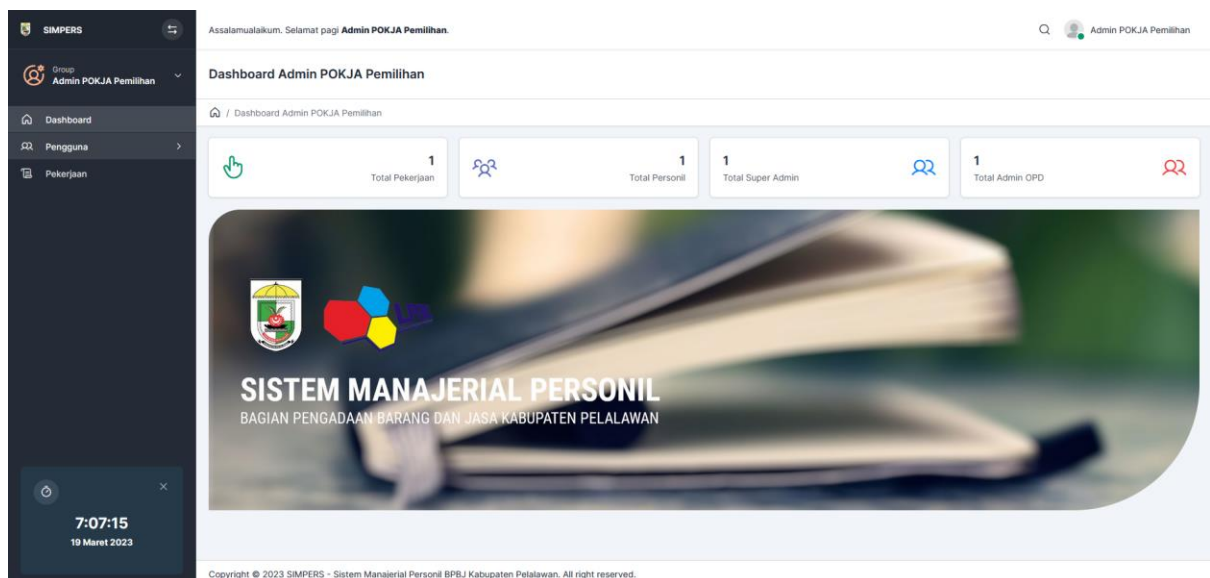 SIMPERS
Assalamualaikum. Selamat pagi Admin POKJA Pemilihan.
Admin POKJA Pemilihan
Group
Admin POKJA Pemilihan
Dashboard Admin POKJA Pemilihan
/ Dashboard Admin POKJA Pemilihan
Dashboard
Pengguna
Pekerjaan
1
Total Pekerjaan
1
Total Personil
1
Total Super Admin
1
Total Admin OPD
SISTEM MANAJERIAL PERSONIL
BAGIAN PENGADAAN BARANG DAN JASA KABUPATEN PELALAWAN
7:07:15
19 Maret 2023
Copyright © 2023 SIMPERS - Sistem Manajerial Personil BPBJ Kabupaten Pelalawan. All right reserved.